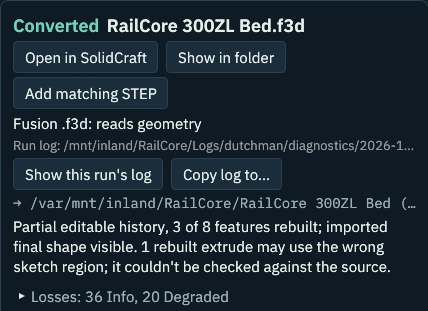 Converted RailCore 300ZL Bed.f3d
Open in SolidCraft Show in folder
Add matching STEP
Fusion .f3d: reads geometry
Run log: /mnt/inland/RailCore/Logs/dutchman/diagnostics/2026-1...
Show this run's log Copy log to...
→ /var/mnt/inland/RailCore/RailCore 300ZL Bed (...
Partial editable history, 3 of 8 features rebuilt; imported
final shape visible. 1 rebuilt extrude may use the wrong
sketch region; it couldn't be checked against the source.
▸ Losses: 36 Info, 20 Degraded